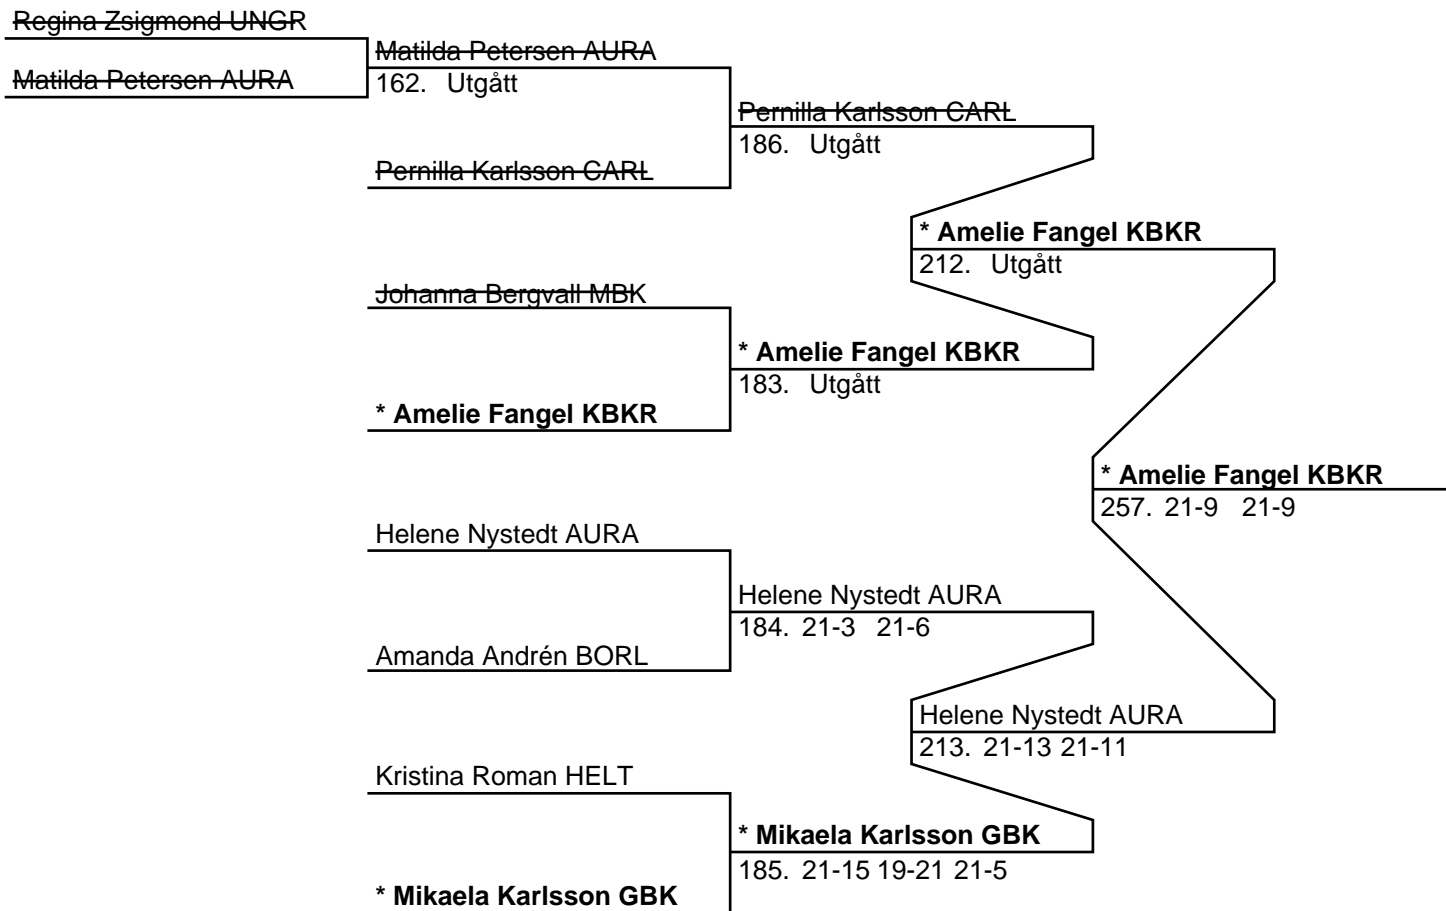 Regina Zsigmond UNGR
Matilda Petersen AURA
Matilda Petersen AURA
162. Utgått
Pernilla Karlsson CARL
186. Utgått
Pernilla Karlsson CARL
* Amelie Fangel KBKR
212. Utgått
Johanna Bergvall MBK
* Amelie Fangel KBKR
183. Utgått
* Amelie Fangel KBKR
* Amelie Fangel KBKR
257. 21-9 21-9
Helene Nystedt AURA
Helene Nystedt AURA
184. 21-3 21-6
Amanda Andrén BORL
Helene Nystedt AURA
213. 21-13 21-11
Kristina Roman HELT
* Mikaela Karlsson GBK
185. 21-15 19-21 21-5
* Mikaela Karlsson GBK